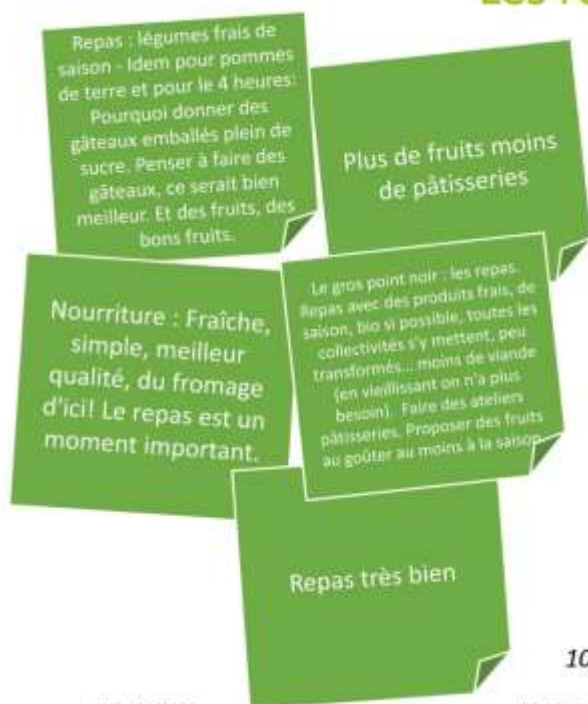 Repas : légumes frais de
saison - Idem pour pommes
de terre et pour le 4 heures:
Pourquoi donner des
gâteaux emballés plein de
sucre. Penser à faire des
gâteaux, ce serait bien
meilleur. Et des fruits, des
bons fruits.
Plus de fruits moins
de pâtisseries
Nourriture : Fraîche,
simple, meilleur
qualité, du fromage
d'ici! Le repas est un
moment important.
Le gros point noir : les repas.
Repas avec des produits frais, de
saison, bio si possible, toutes les
collectivités s'y mettent, peu
transformés... moins de viande
(en vieillissant on n'a plus
besoin). Faire des ateliers
pâtisseries. Proposer des fruits
au goûter au moins à la saison
Repas très bien
10